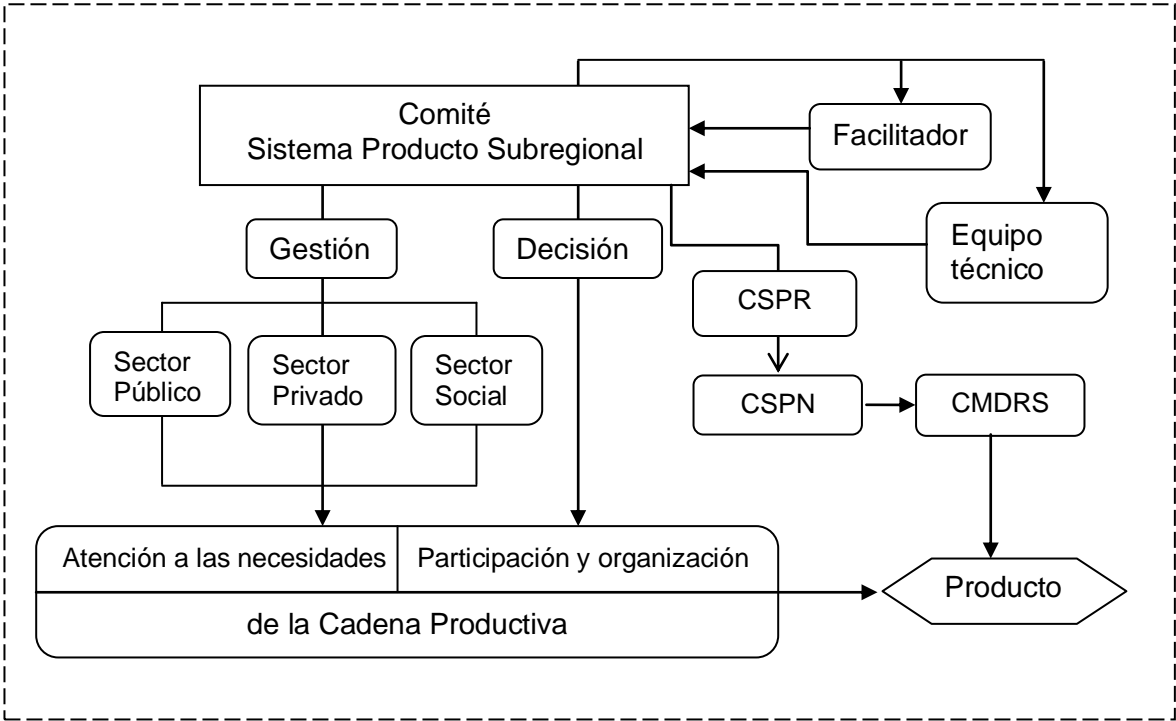 Comité
Sistema Producto Subregional
Facilitador
Equipo
técnico
Gestión
Decisión
CSPR
Sector
Público
Sector
Privado
Sector
Social
CSPN
CMDRS
Atención a las necesidades
Participación y organización
de la Cadena Productiva
Producto